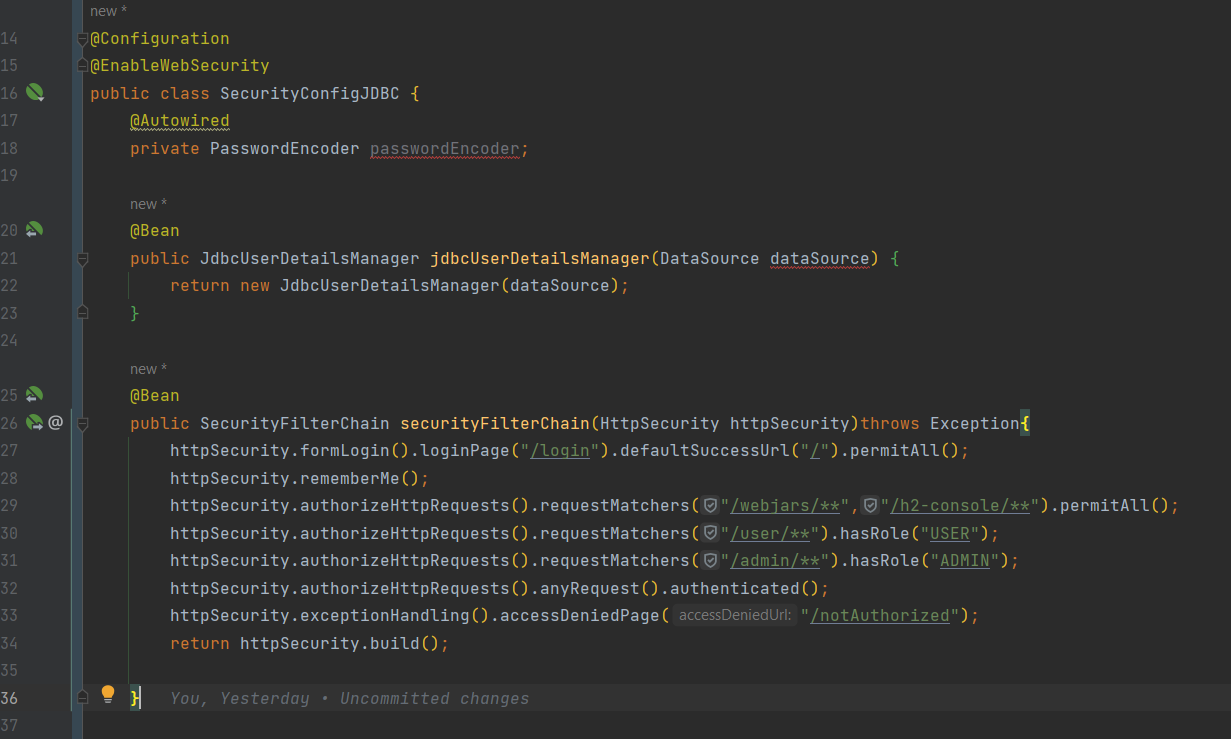 new *
14 @Configuration
15 @EnableWebSecurity
16 public class SecurityConfigJDBC {
17 @Autowired
18 private PasswordEncoder passwordEncoder;
19
new *
20 @Bean
21 public JdbcUserDetailsManager jdbcUserDetailsManager(DataSource dataSource) {
22 return new JdbcUserDetailsManager(dataSource);
23 }
24
new *
25 @Bean
26 @ public SecurityFilterChain securityFilterChain(HttpSecurity httpSecurity)throws Exception{
27 httpSecurity.formLogin().loginPage("/login").defaultSuccessUrl("/").permitAll();
28 httpSecurity.rememberMe();
29 httpSecurity.authorizeHttpRequests().requestMatchers("/webjars/**","/h2-console/**").permitAll();
30 httpSecurity.authorizeHttpRequests().requestMatchers("/user/**").hasRole("USER");
31 httpSecurity.authorizeHttpRequests().requestMatchers("/admin/**").hasRole("ADMIN");
32 httpSecurity.authorizeHttpRequests().anyRequest().authenticated();
33 httpSecurity.exceptionHandling().accessDeniedPage( accessDeniedUrl: "/notAuthorized");
34 return httpSecurity.build();
35
36 } You, Yesterday • Uncommitted changes
37